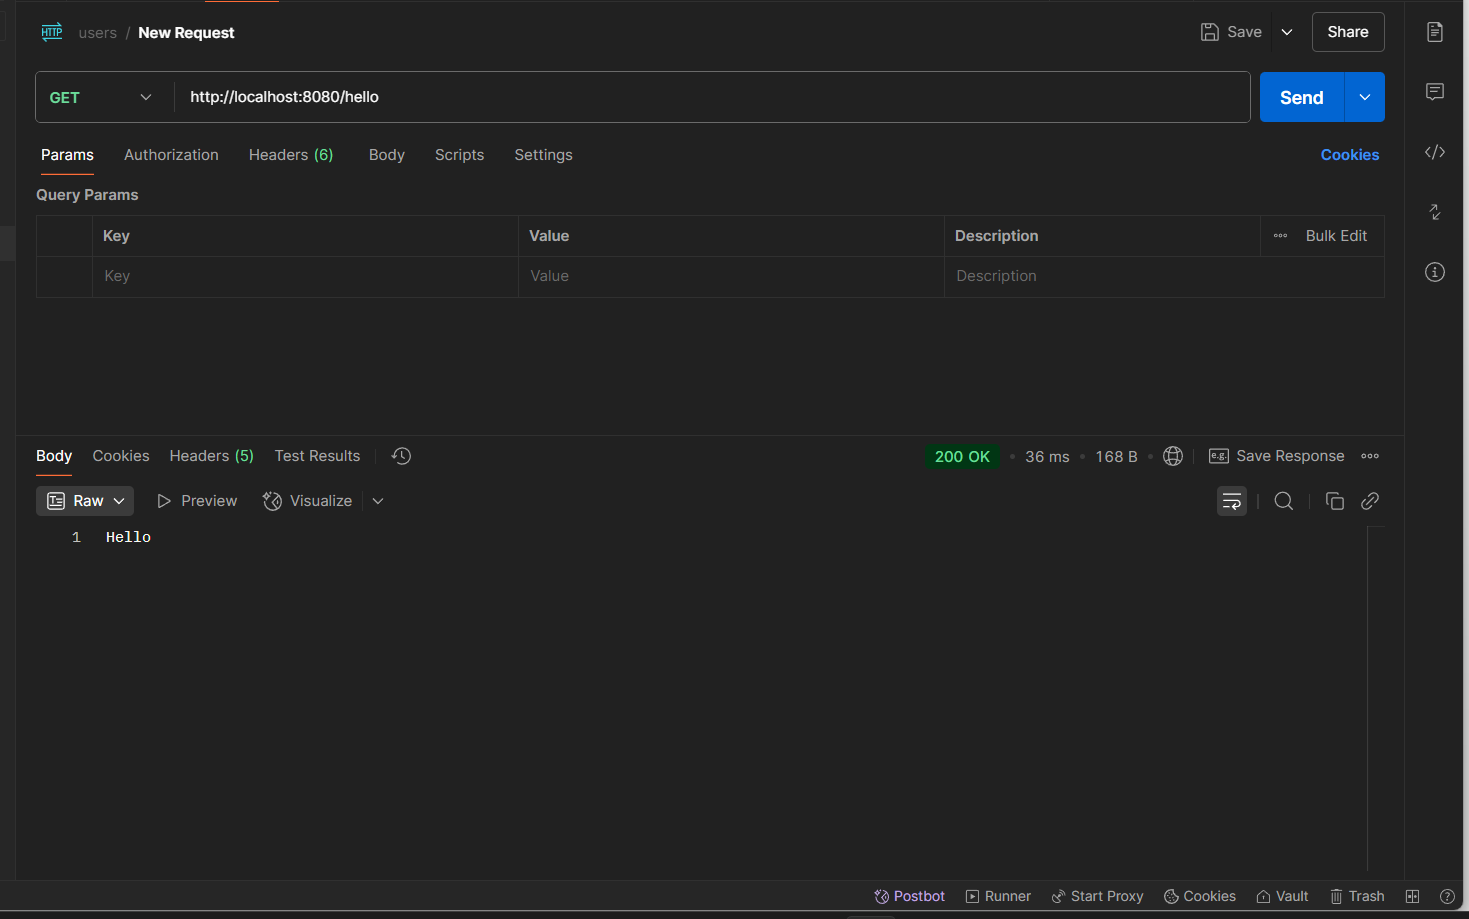 HTTP users / New Request Save Share
GET http://localhost:8080/hello Send
Params Authorization Headers (6) Body Scripts Settings Cookies
Query Params
Key Value Description Bulk Edit
Key Value Description
Body Cookies Headers (5) Test Results 200 OK • 36 ms • 168 B • e.g. Save Response
Raw Preview Visualize
1 Hello
Postbot Runner Start Proxy Cookies Vault Trash